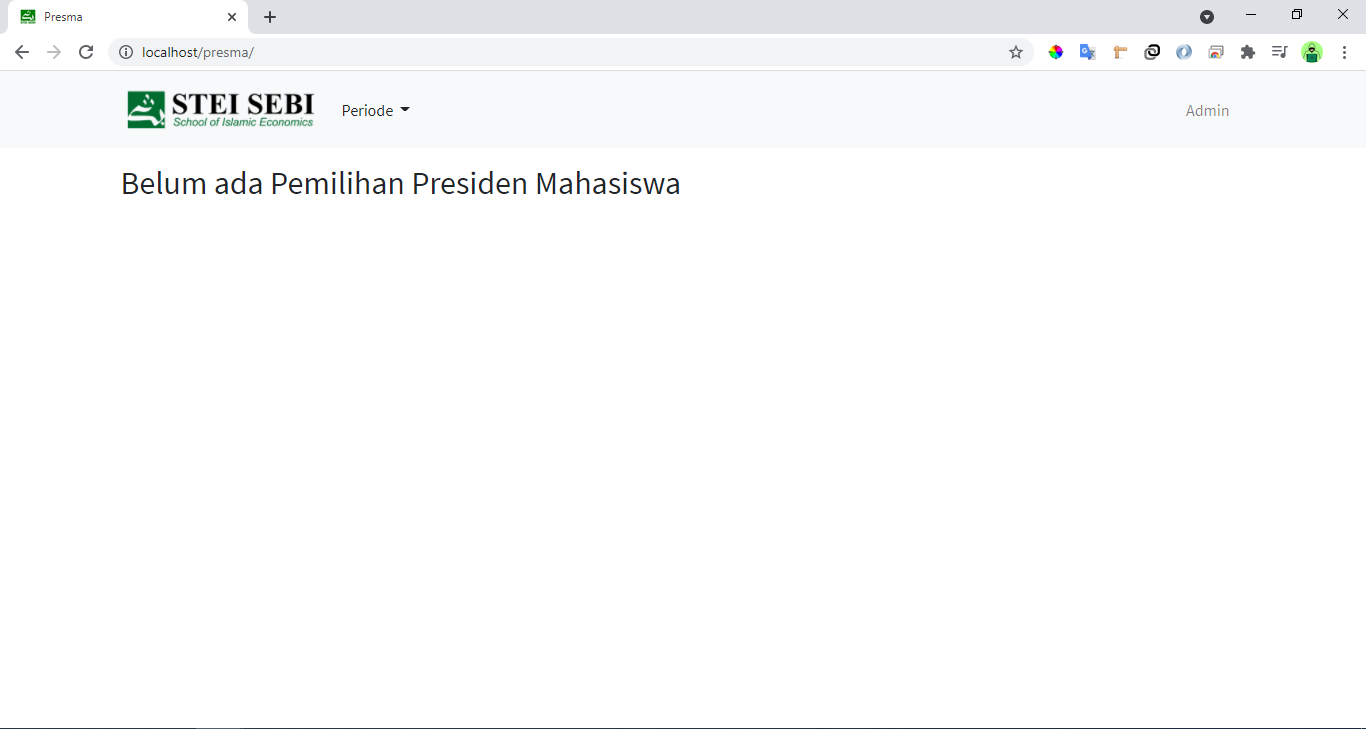 Presma
localhost/presma/
STEI SEBI
School of Islamic Economics
Periode
Admin
Belum ada Pemilihan Presiden Mahasiswa